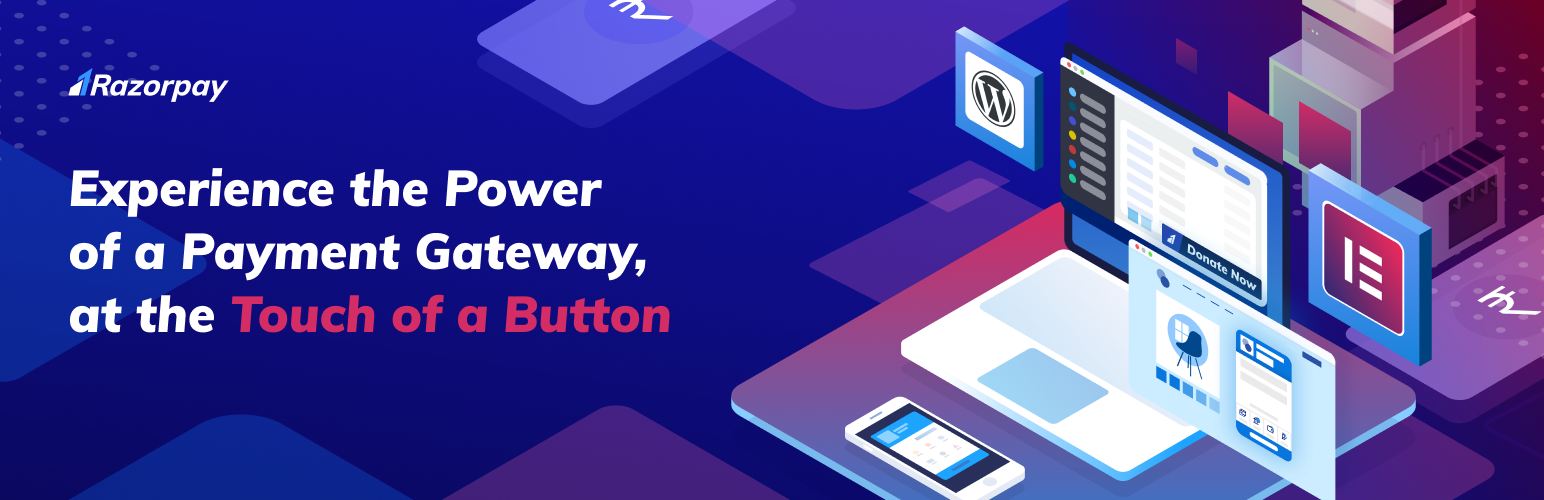 Razorpay
Experience the Power
of a Payment Gateway,
at the Touch of a Button
Donate Now